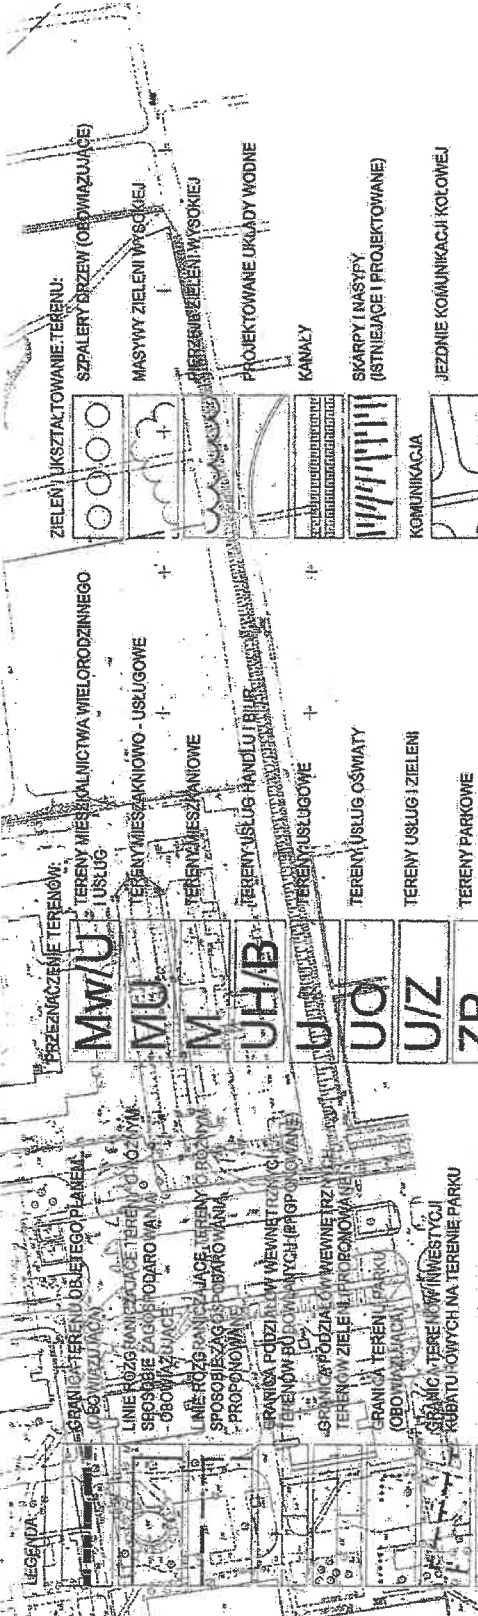 LEGENDA:
GRANICA TERENU OBJĘTEGO PLANEM
(OBOWIĄZUJĄCA)
LINIE ROZGRANICZAJĄCE TERENY O RÓŻNYM
SPOSOBIE ZAGOSPODAROWANIA
OBOWIĄZUJĄCE
LINIE ROZGRANICZAJĄCE TERENY O RÓŻNYM
SPOSOBIE ZAGOSPODAROWANIA
PROPONOWANE
GRANICA PODZIAŁÓW WEWNĘTRZNYCH
TERENÓW BUDOWLANYCH (PROPONOWANE)
GRANICA PODZIAŁÓW WEWNĘTRZNYCH
TERENÓW ZIELENI
GRANICA TERENU PARKU
(OBOWIĄZUJĄCA)
GRANIC TERENÓW INWESTYCJI
KUBATUROWYCH NA TERENIE PARKU
PRZEZNACZENIE TERENÓW:
MW/U
TERENY MIESZKALNICTWA WIELORODZINNEGO
I USŁUG
MU
TERENY MIESZAKNIOWO - USŁUGOWE
M
TERENY MIESZKANIOWE
UH/B
TERENY USŁUG HANDLU I BIUR
U
TERENY USŁUGOWE
UO
TERENY USŁUG OŚWIATY
U/Z
TERENY USŁUG I ZIELENI
ZP
TERENY PARKOWE
ZIELEŃ I UKSZTAŁTOWANIE TERENU:
SZPALERY DRZEW (OBOWIĄZUJĄCE)
MASYWY ZIELENI WYSOKIEJ
PIERZEJE ZIELENI WYSOKIEJ
PROJEKTOWANE UKŁADY WODNE
KANAŁY
SKARPY I NASYPY
(ISTNIEJĄCE I PROJEKTOWANE)
KOMUNIKACJA
JEZDNIE KOMUNIKACJI KOŁOWEJ